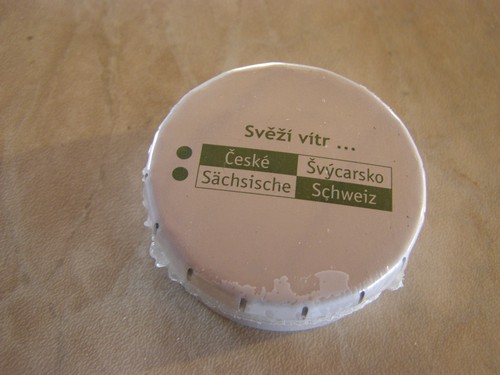 Svěží vítr ...
České Švýcarsko
Sächsische Schweiz